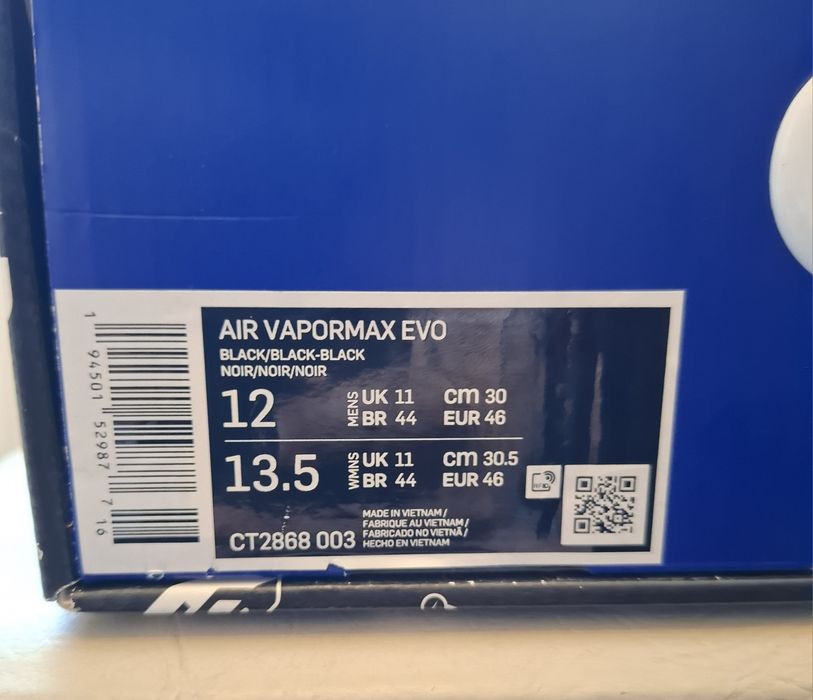 AIR VAPORMAX EVO
BLACK/BLACK-BLACK
NOIR/NOIR/NOIR
12 MENS UK 11 cm 30
BR 44 EUR 46
13.5 WMNS UK 11 cm 30.5
BR 44 EUR 46
RFID
CT2868 003
MADE IN VIETNAM /
FABRIQUE AU VIETNAM /
FABRICADO NO VIETNÃ /
HECHO EN VIETNAM
1 94501 52987 7 16